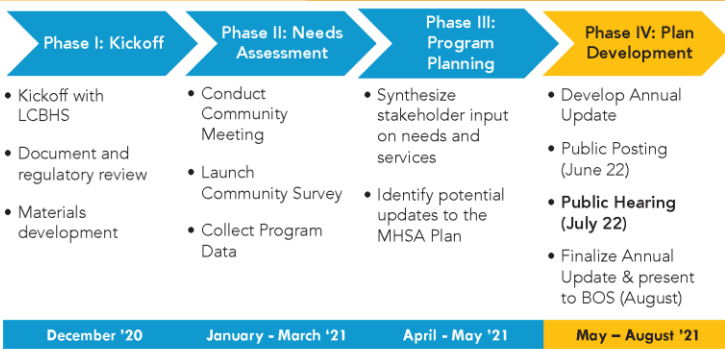 Phase I: Kickoff
• Kickoff with
LCBHS
• Document and
regulatory review
• Materials
development
December '20
Phase II: Needs
Assessment
• Conduct
Community
Meeting
• Launch
Community Survey
• Collect Program
Data
January - March ‘21
Phase III:
Program
Planning
• Synthesize
stakeholder input
on needs and
services
• Identify potential
updates to the
MHSA Plan
April - May ’21
Phase IV: Plan
Development
• Develop Annual
Update
• Public Posting
(June 22)
• Public Hearing
(July 22)
• Finalize Annual
Update & present
to BOS (August)
May – August ’21